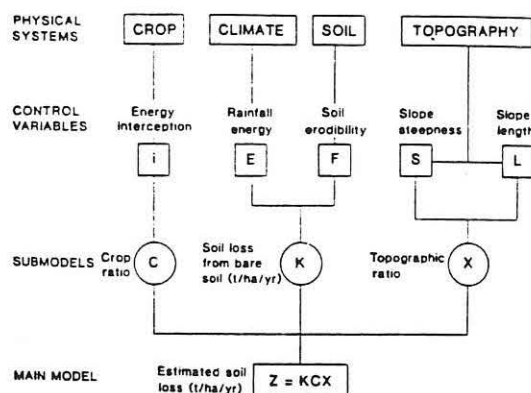 PHYSICAL
SYSTEMS
CROP
CLIMATE
SOIL
TOPOGRAPHY
CONTROL
VARIABLES
Energy
interception
Rainfall
energy
Soil
erodibility
Slope
steepness
Slope
length
i
E
F
S
L
SUBMODELS
Crop
ratio
C
Soil loss
from bare
soil (t/ha/yr)
K
Topographic
ratio
X
MAIN MODEL
Estimated soil
loss (t/ha/yr)
Z = KCX